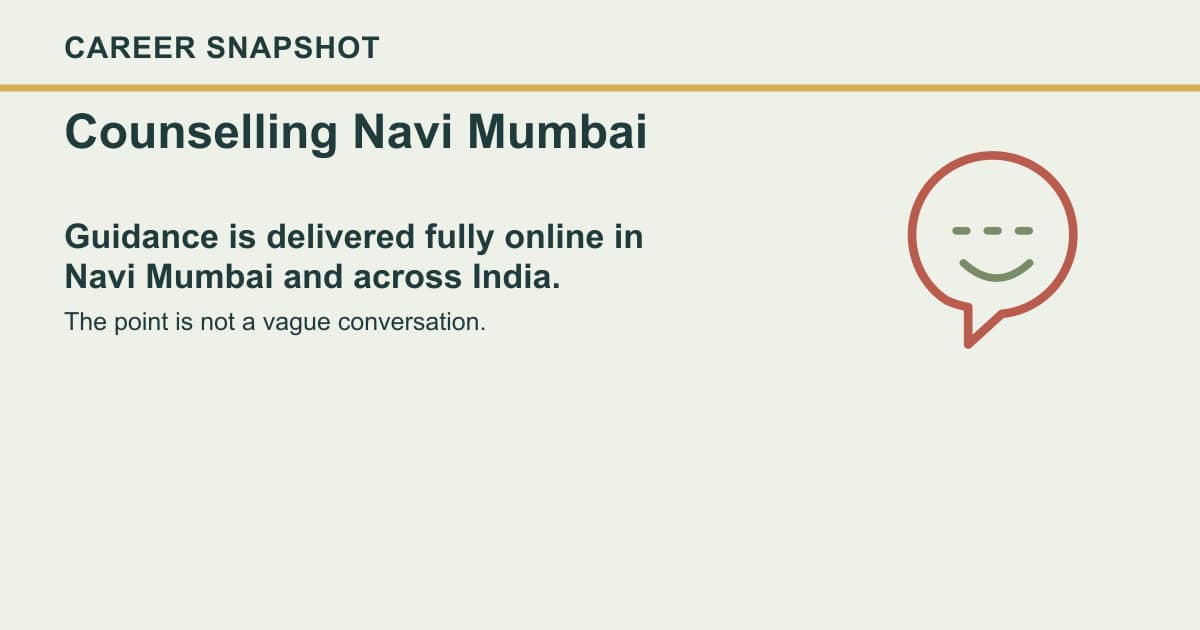 CAREER SNAPSHOT
Counselling Navi Mumbai
Guidance is delivered fully online in
Navi Mumbai and across India.
The point is not a vague conversation.